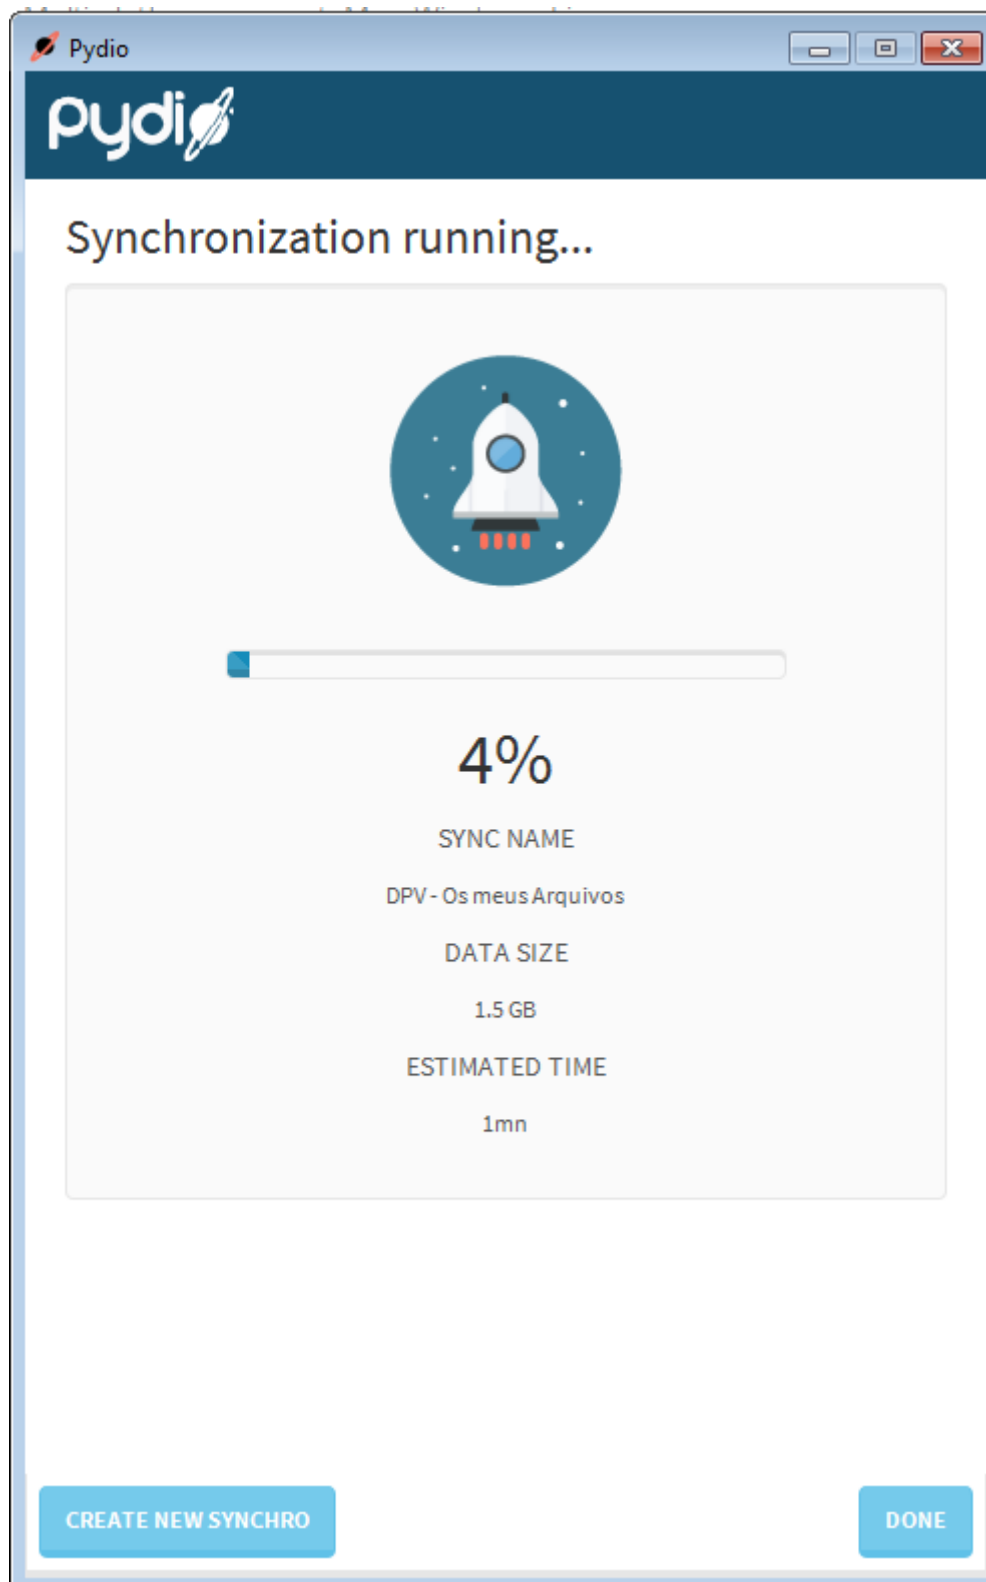 Pydio
pydio
Synchronization running...
4%
SYNC NAME
DPV - Os meus Arquivos
DATA SIZE
1.5 GB
ESTIMATED TIME
1mn
CREATE NEW SYNCHRO
DONE